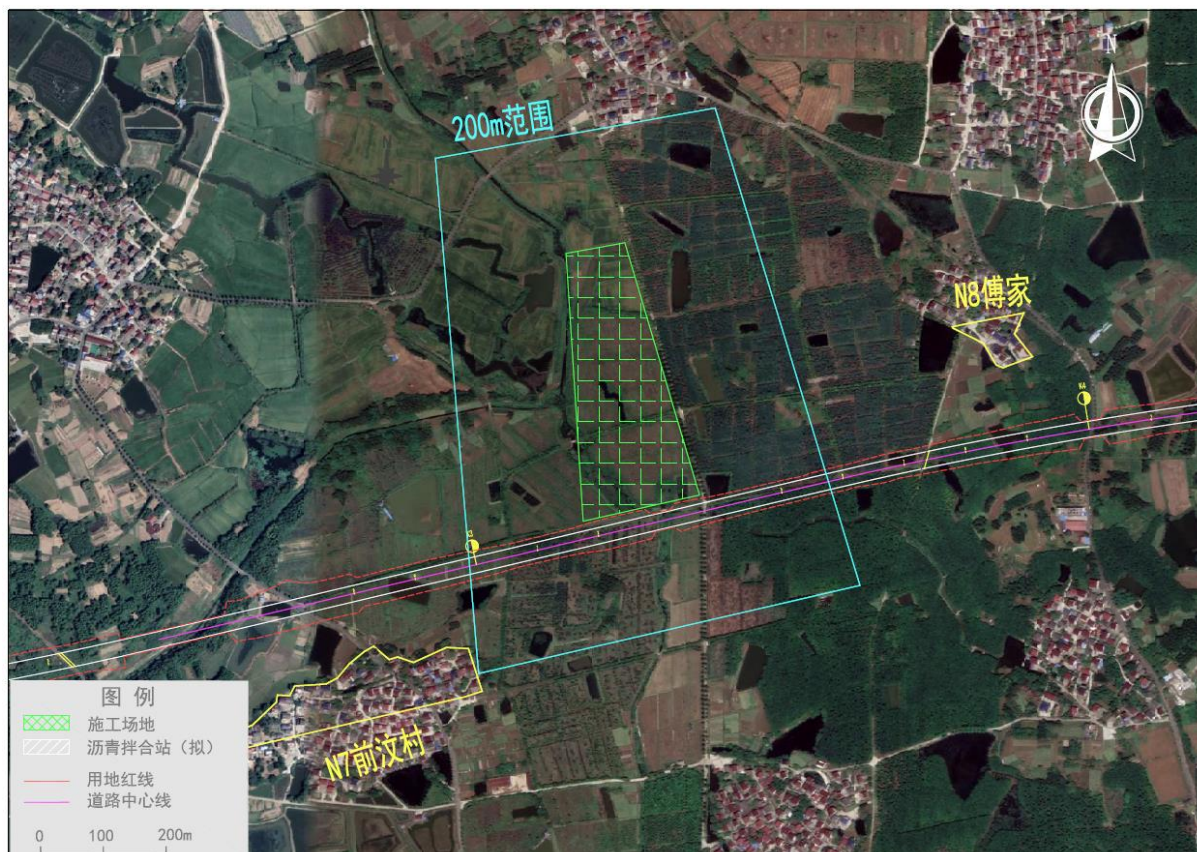 N
200m范围
N8傅家
K4
K3
N7前汶村
图 例
施工场地
沥青拌合站（拟）
用地红线
道路中心线
0 100 200m